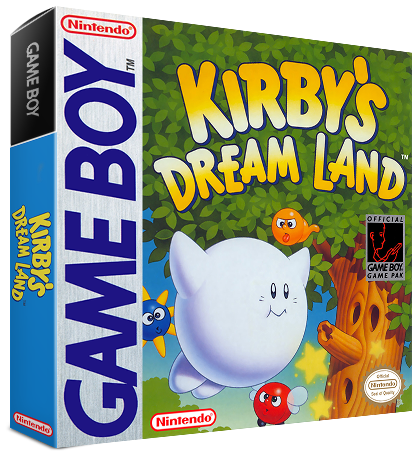 GAME BOY
KIRBY'S
DREAM LAND
Nintendo
GAME BOY
TM
KIRBY'S
DREAM LAND
TM
OFFICIAL
GAME BOY
GAME PAK
Nintendo
Official
Nintendo
Seal of Quality